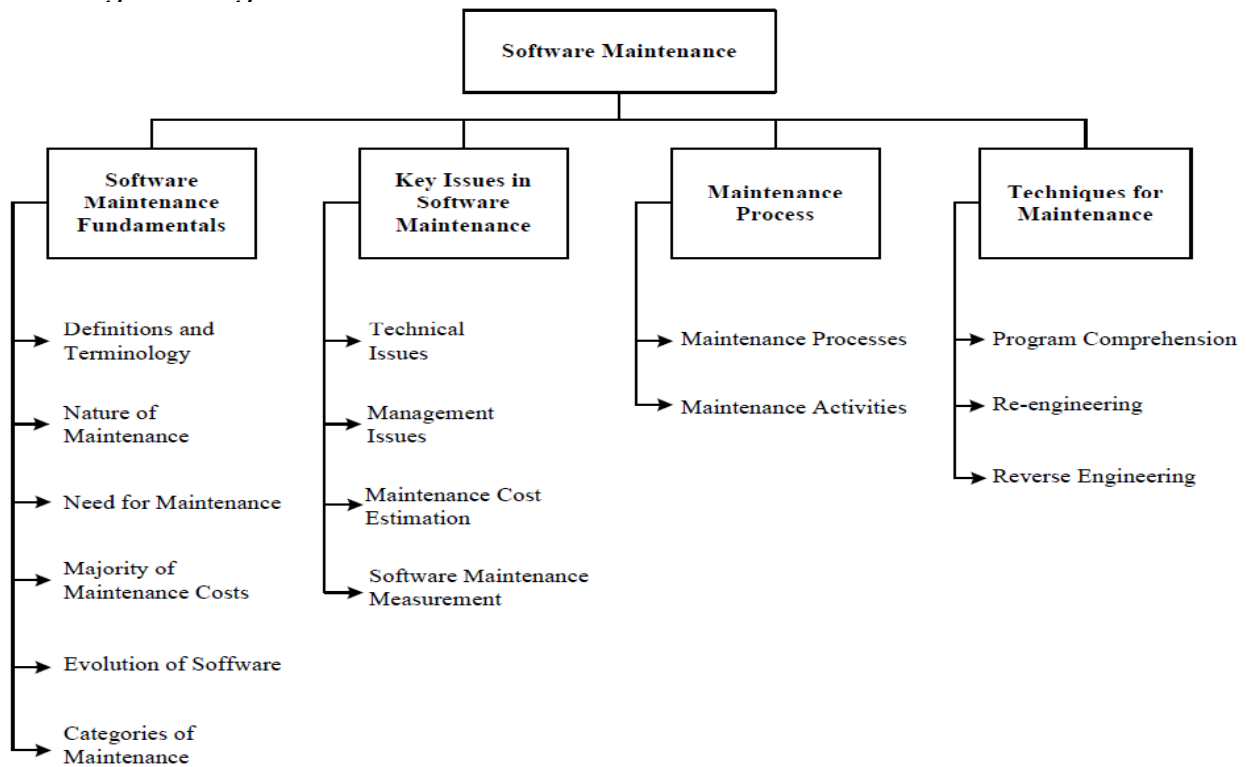 Software Maintenance
Software
Maintenance
Fundamentals
Definitions and
Terminology
Nature of
Maintenance
Need for Maintenance
Majority of
Maintenance Costs
Evolution of Soffware
Categories of
Maintenance
Key Issues in
Software
Maintenance
Technical
Issues
Management
Issues
Maintenance Cost
Estimation
Software Maintenance
Measurement
Maintenance
Process
Maintenance Processes
Maintenance Activities
Techniques for
Maintenance
Program Comprehension
Re-engineering
Reverse Engineering